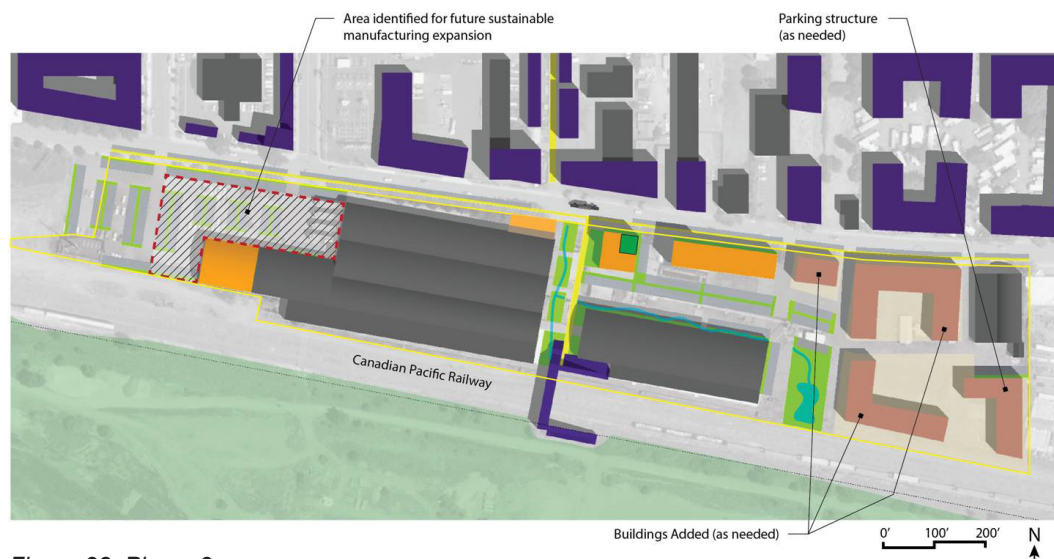 Area identified for future sustainable
manufacturing expansion
Parking structure
(as needed)
Canadian Pacific Railway
Buildings Added (as needed)
0' 100' 200'
N